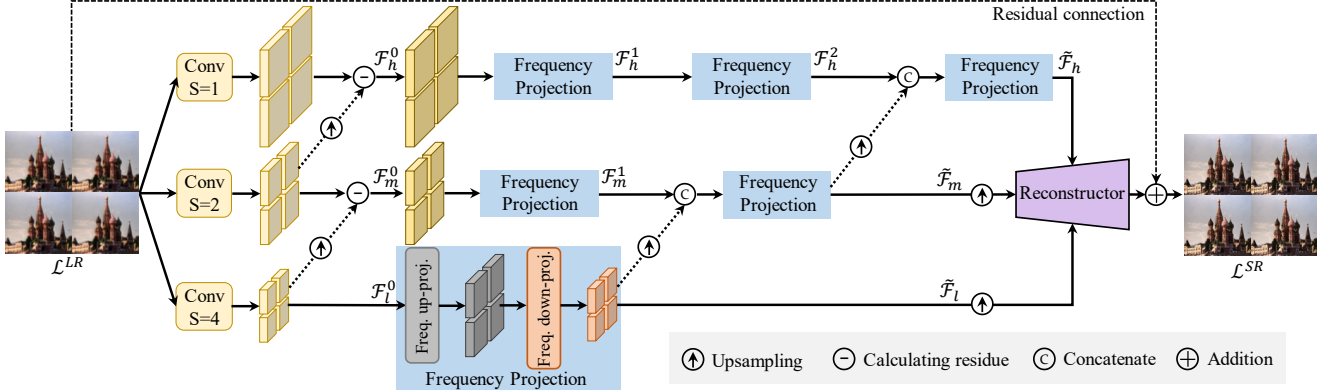 Residual connection
Conv
S=1
$\mathcal{F}_h^0$
Frequency
Projection
$\mathcal{F}_h^1$
Frequency
Projection
$\mathcal{F}_h^2$
C
Frequency
Projection
$\tilde{\mathcal{F}}_h$
Conv
S=2
$\mathcal{F}_m^0$
Frequency
Projection
$\mathcal{F}_m^1$
C
Frequency
Projection
$\tilde{\mathcal{F}}_m$
Reconstructor
$\mathcal{L}^{LR}$
$\mathcal{L}^{SR}$
Conv
S=4
$\mathcal{F}_l^0$
Freq. up-proj.
Freq. down-proj.
Frequency Projection
$\tilde{\mathcal{F}}_l$
Upsampling
Calculating residue
C Concatenate
Addition